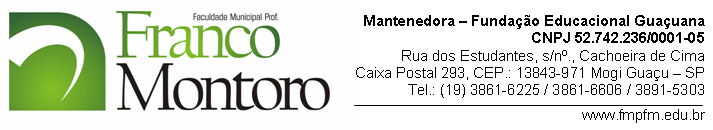 Faculdade Municipal Prof.
Franco
Montoro
Mantenedora – Fundação Educacional Guaçuana
CNPJ 52.742.236/0001-05
Rua dos Estudantes, s/nº., Cachoeira de Cima
Caixa Postal 293, CEP.: 13843-971 Mogi Guaçu – SP
Tel.: (19) 3861-6225 / 3861-6606 / 3891-5303
www.fmpfm.edu.br